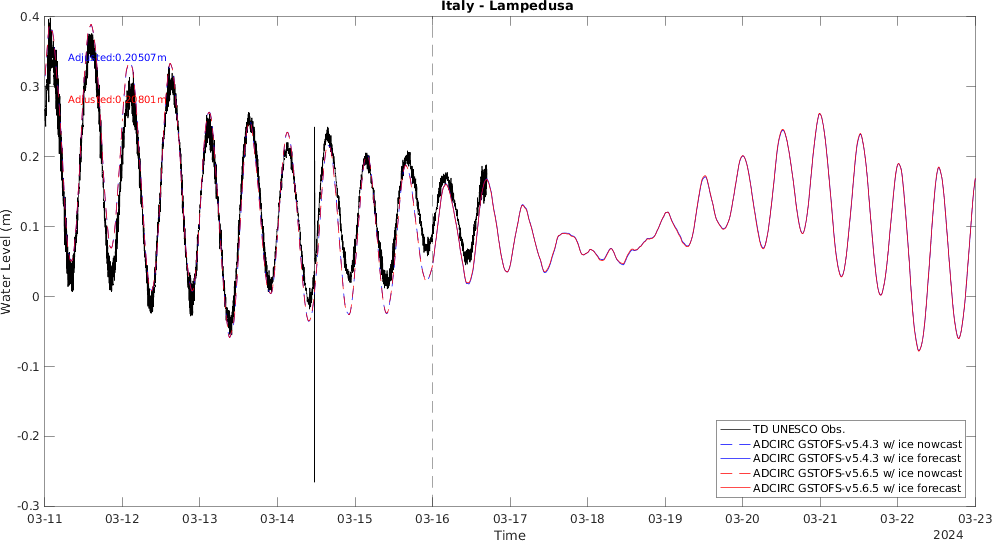 Italy - Lampedusa
0.4
0.3
0.2
0.1
0
-0.1
-0.2
-0.3
Water Level (m)
Adjusted:0.20507m
Adjusted:0.20801m
TD UNESCO Obs.
ADCIRC GSTOFS-v5.4.3 w/ ice nowcast
ADCIRC GSTOFS-v5.4.3 w/ ice forecast
ADCIRC GSTOFS-v5.6.5 w/ ice nowcast
ADCIRC GSTOFS-v5.6.5 w/ ice forecast
03-11 03-12 03-13 03-14 03-15 03-16 03-17 03-18 03-19 03-20 03-21 03-22 03-23
Time
2024